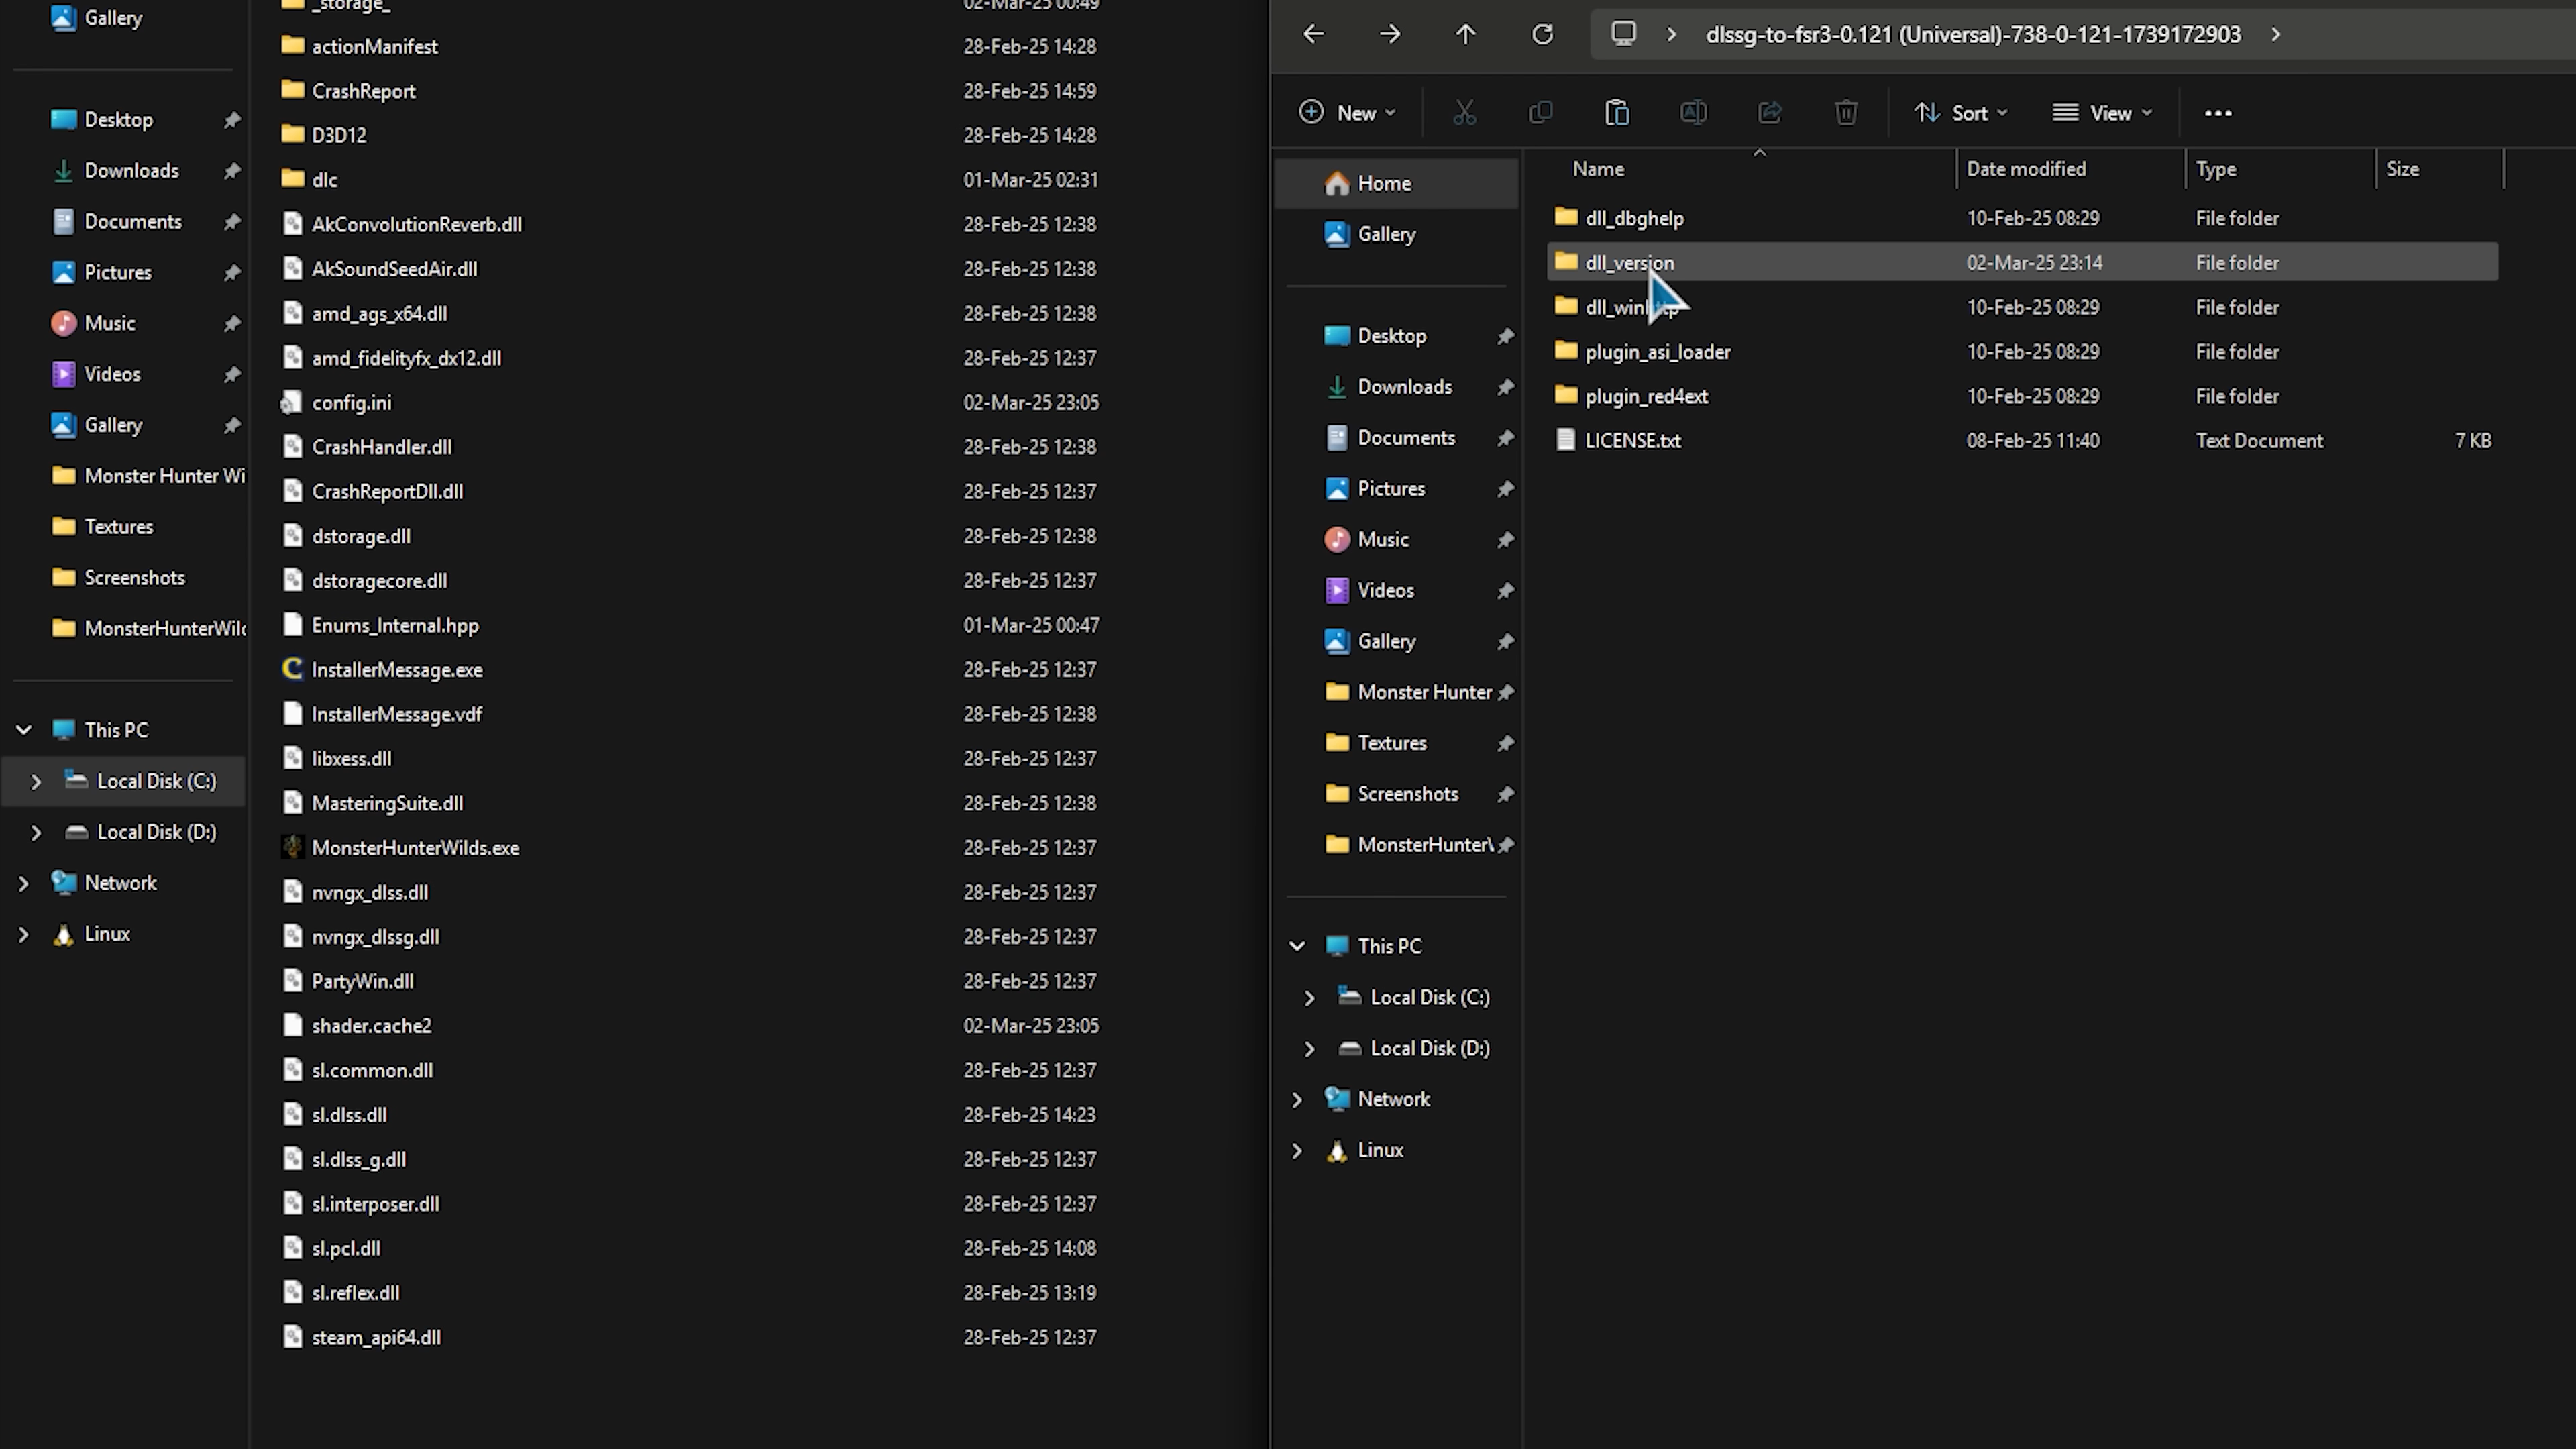 Gallery
Desktop
Downloads
Documents
Pictures
Music
Videos
Gallery
Monster Hunter Wi
Textures
Screenshots
MonsterHunterWild
This PC
Local Disk (C:)
Local Disk (D:)
Network
Linux
_storage_ 02-Mar-25 00:49
actionManifest 28-Feb-25 14:28
CrashReport 28-Feb-25 14:59
D3D12 28-Feb-25 14:28
dlc 01-Mar-25 02:31
AkConvolutionReverb.dll 28-Feb-25 12:38
AkSoundSeedAir.dll 28-Feb-25 12:38
amd_ags_x64.dll 28-Feb-25 12:38
amd_fidelityfx_dx12.dll 28-Feb-25 12:37
config.ini 02-Mar-25 23:05
CrashHandler.dll 28-Feb-25 12:38
CrashReportDll.dll 28-Feb-25 12:37
dstorage.dll 28-Feb-25 12:38
dstoragecore.dll 28-Feb-25 12:37
Enums_Internal.hpp 01-Mar-25 00:47
InstallerMessage.exe 28-Feb-25 12:37
InstallerMessage.vdf 28-Feb-25 12:38
libxess.dll 28-Feb-25 12:37
MasteringSuite.dll 28-Feb-25 12:38
MonsterHunterWilds.exe 28-Feb-25 12:37
nvngx_dlss.dll 28-Feb-25 12:37
nvngx_dlssg.dll 28-Feb-25 12:37
PartyWin.dll 28-Feb-25 12:37
shader.cache2 02-Mar-25 23:05
sl.common.dll 28-Feb-25 12:37
sl.dlss.dll 28-Feb-25 14:23
sl.dlss_g.dll 28-Feb-25 12:37
sl.interposer.dll 28-Feb-25 12:37
sl.pcl.dll 28-Feb-25 14:08
sl.reflex.dll 28-Feb-25 13:19
steam_api64.dll 28-Feb-25 12:37
dlssg-to-fsr3-0.121 (Universal)-738-0-121-1739172903
New Sort View
Home
Gallery
Desktop
Downloads
Documents
Pictures
Music
Videos
Gallery
Monster Hunter
Textures
Screenshots
MonsterHunter
This PC
Local Disk (C:)
Local Disk (D:)
Network
Linux
Name Date modified Type Size
dll_dbghelp 10-Feb-25 08:29 File folder
dll_version 02-Mar-25 23:14 File folder
10-Feb-25 08:29 File folder
plugin_asi_loader 10-Feb-25 08:29 File folder
plugin_red4ext 10-Feb-25 08:29 File folder
LICENSE.txt 08-Feb-25 11:40 Text Document 7 KB